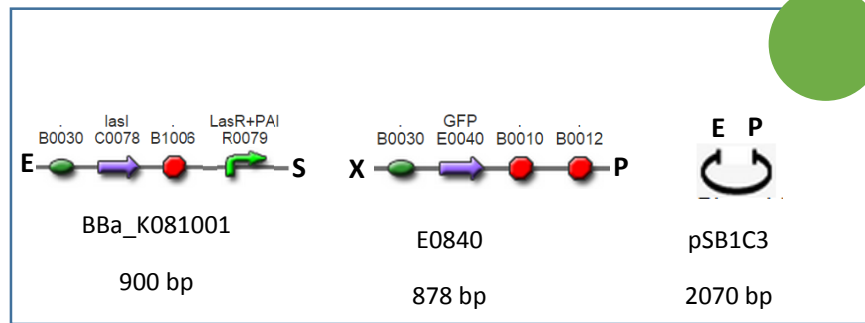 lasI LasR+PAI
B0030 C0078 B1006 R0079
E S
BBa_K081001
900 bp
GFP
B0030 E0040 B0010 B0012
X P
E0840
878 bp
E P
pSB1C3
2070 bp